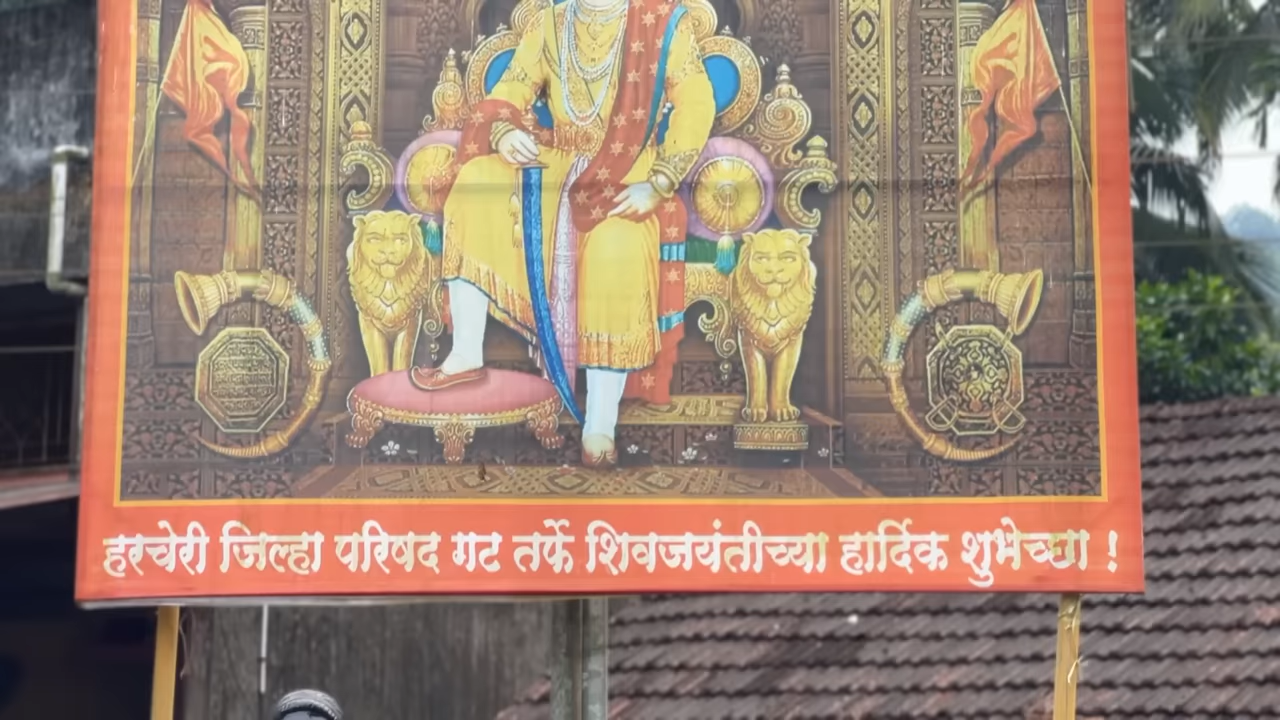 हरचेरी जिल्हा परिषद गट तर्फे शिवजयंतीच्या हार्दिक शुभेच्छा !